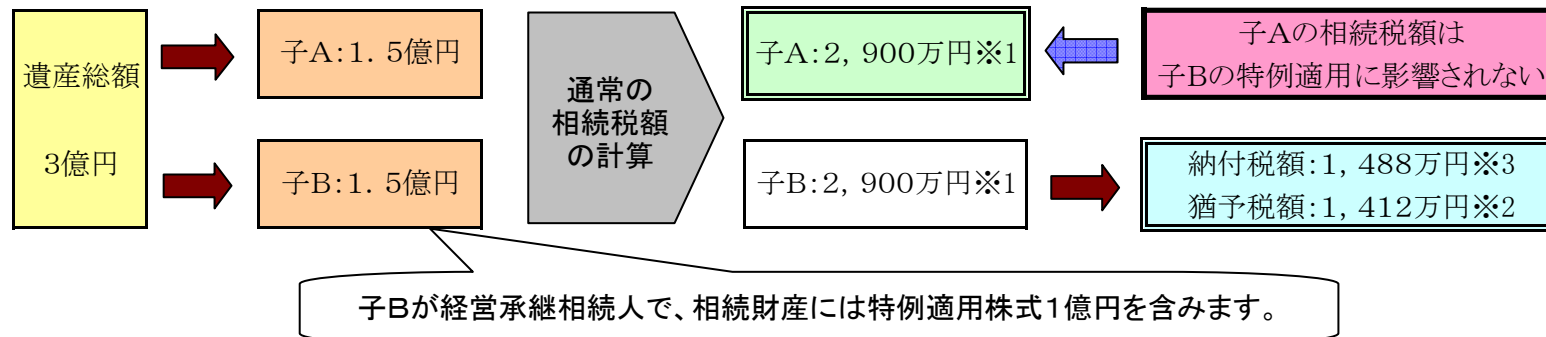 遺産総額
3億円
子A:1.5億円
子B:1.5億円
通常の
相続税額
の計算
子A:2,900万円※1
子B:2,900万円※1
子Aの相続税額は
子Bの特例適用に影響されない
納付税額:1,488万円※3
猶予税額:1,412万円※2
子Bが経営承継相続人で、相続財産には特例適用株式1億円を含みます。